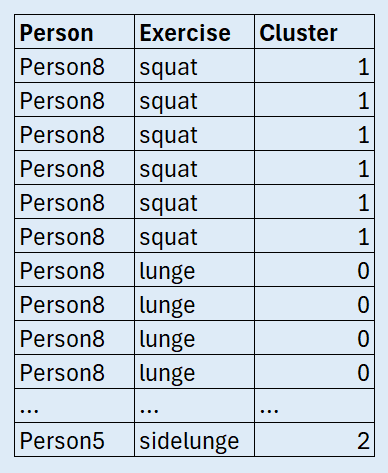 Person Exercise Cluster
Person8 squat 1
Person8 squat 1
Person8 squat 1
Person8 squat 1
Person8 squat 1
Person8 squat 1
Person8 lunge 0
Person8 lunge 0
Person8 lunge 0
Person8 lunge 0
... ... ...
Person5 sidelunge 2